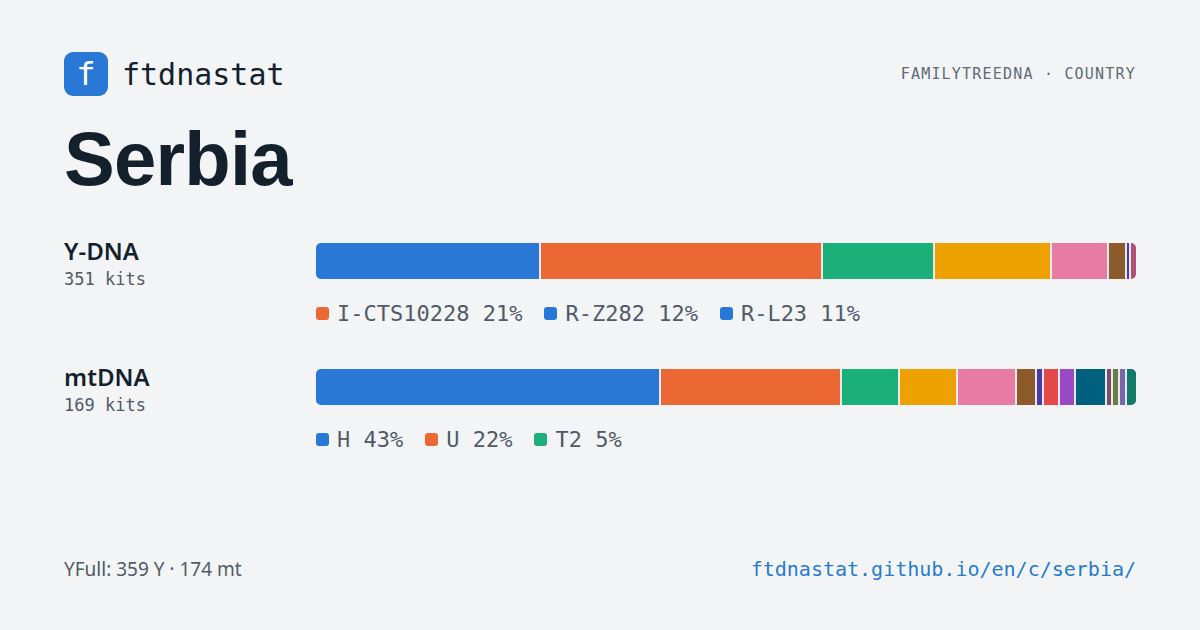 f ftdnastat
FAMILYTREEDNA · COUNTRY
Serbia
Y-DNA
351 kits
I-CTS10228 21% R-Z282 12% R-L23 11%
mtDNA
169 kits
H 43% U 22% T2 5%
YFull: 359 Y · 174 mt
ftdnastat.github.io/en/c/serbia/